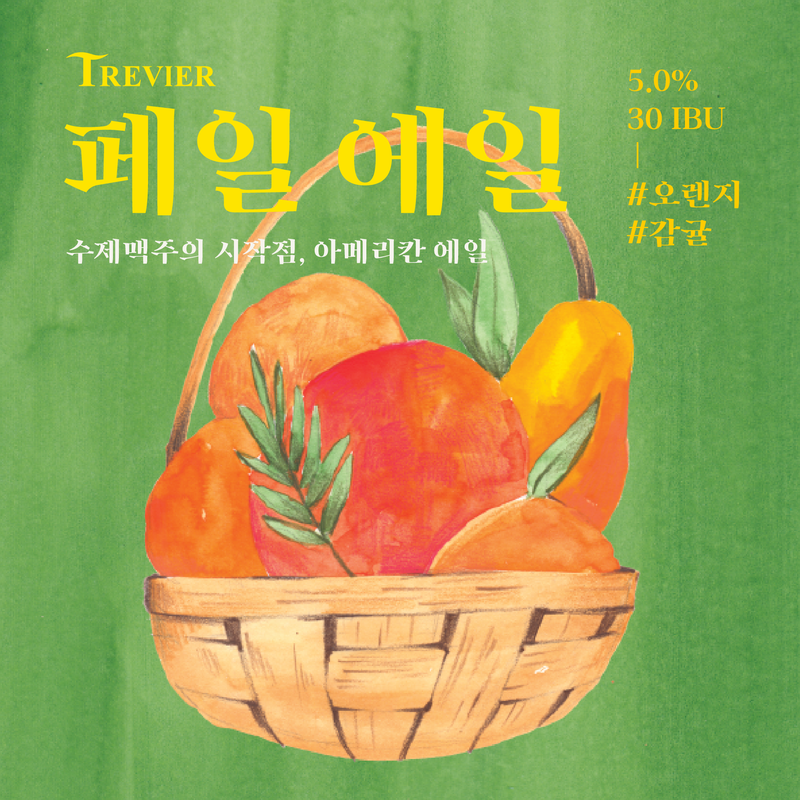 TREVIER
페일 에일
수제맥주의 시작점, 아메리칸 에일
5.0%
30 IBU
|
#오렌지
#감귤